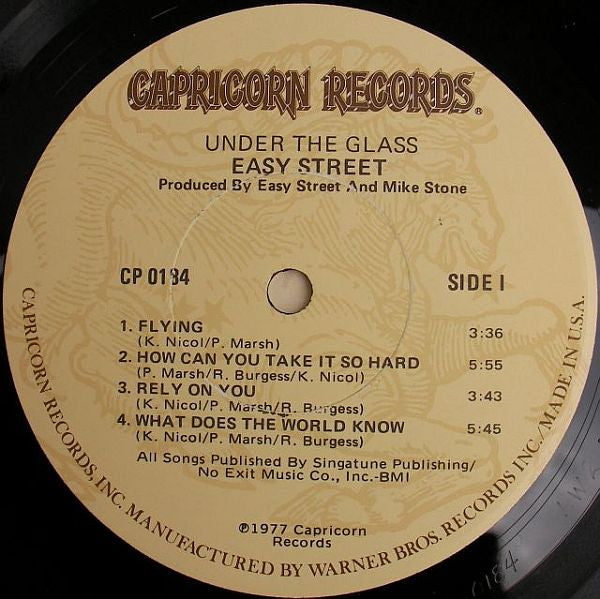 CAPRICORN RECORDS®
UNDER THE GLASS
EASY STREET
Produced By Easy Street And Mike Stone
CP 0184
SIDE I
1. FLYING 3:36
(K. Nicol/P. Marsh)
2. HOW CAN YOU TAKE IT SO HARD 5:55
(P. Marsh/R. Burgess/K. Nicol)
3. RELY ON YOU 3:43
(K. Nicol/P. Marsh/R. Burgess)
4. WHAT DOES THE WORLD KNOW 5:45
(K. Nicol/P. Marsh/R. Burgess)
All Songs Published By Singatune Publishing/
No Exit Music Co., Inc.-BMI
℗1977 Capricorn
Records
CAPRICORN RECORDS, INC. MANUFACTURED BY WARNER BROS. RECORDS INC./MADE IN U.S.A.